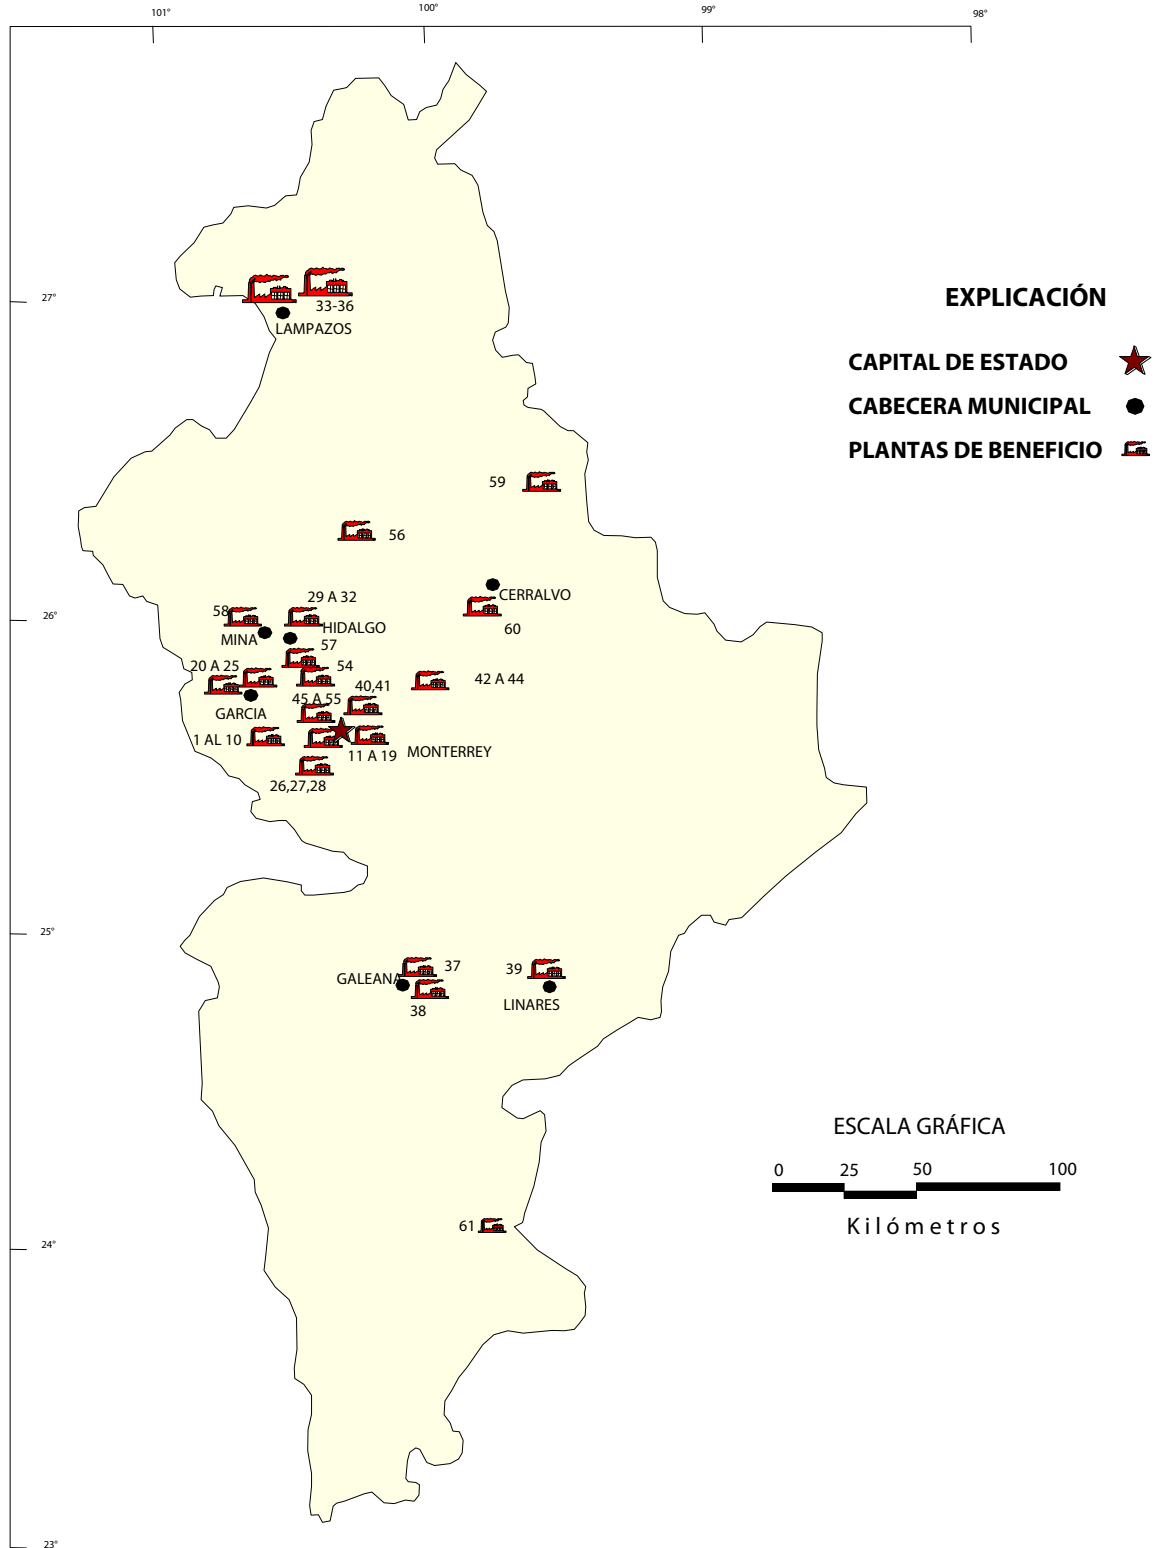 101°
100°
99°
98°
27°
33-36
LAMPAZOS
EXPLICACIÓN
CAPITAL DE ESTADO
CABECERA MUNICIPAL
PLANTAS DE BENEFICIO
59
56
CERRALVO
60
29 A 32
58
HIDALGO
MINA
57
26°
20 A 25
54
40,41
42 A 44
45 A 55
GARCIA
1 AL 10
11 A 19
MONTERREY
26,27,28
25°
37
39
GALEANA
38
LINARES
ESCALA GRÁFICA
0 25 50 100
Kilómetros
61
24°
23°